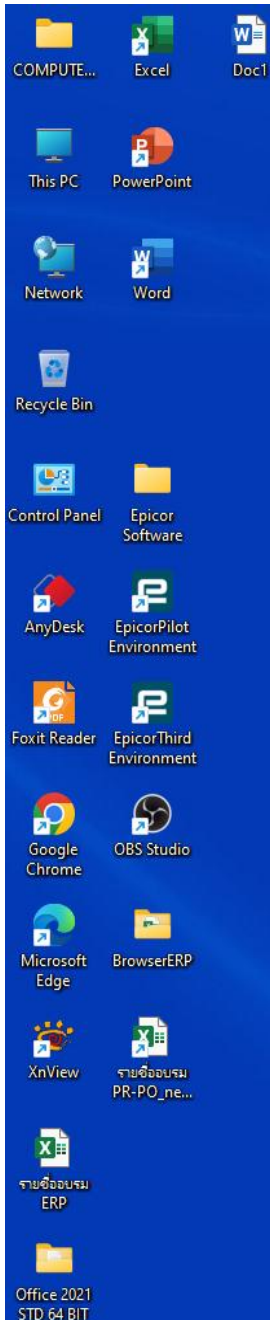 COMPUTE...
Excel
Doc1
This PC
PowerPoint
Network
Word
Recycle Bin
Control Panel
Epicor
Software
AnyDesk
EpicorPilot
Environment
Foxit Reader
EpicorThird
Environment
Google
Chrome
OBS Studio
Microsoft
Edge
BrowserERP
XnView
รายชื่ออบรม
PR-PO_ne...
รายชื่ออบรม
ERP
Office 2021
STD 64 BIT